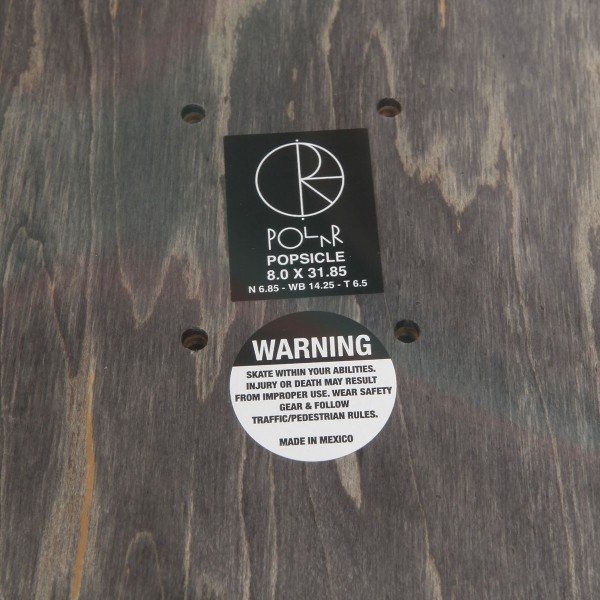 POLAR
POPSICLE
8.0 X 31.85
N 6.85 - WB 14.25 - T 6.5
WARNING
SKATE WITHIN YOUR ABILITIES.
INJURY OR DEATH MAY RESULT
FROM IMPROPER USE. WEAR SAFETY
GEAR & FOLLOW
TRAFFIC/PEDESTRIAN RULES.
MADE IN MEXICO